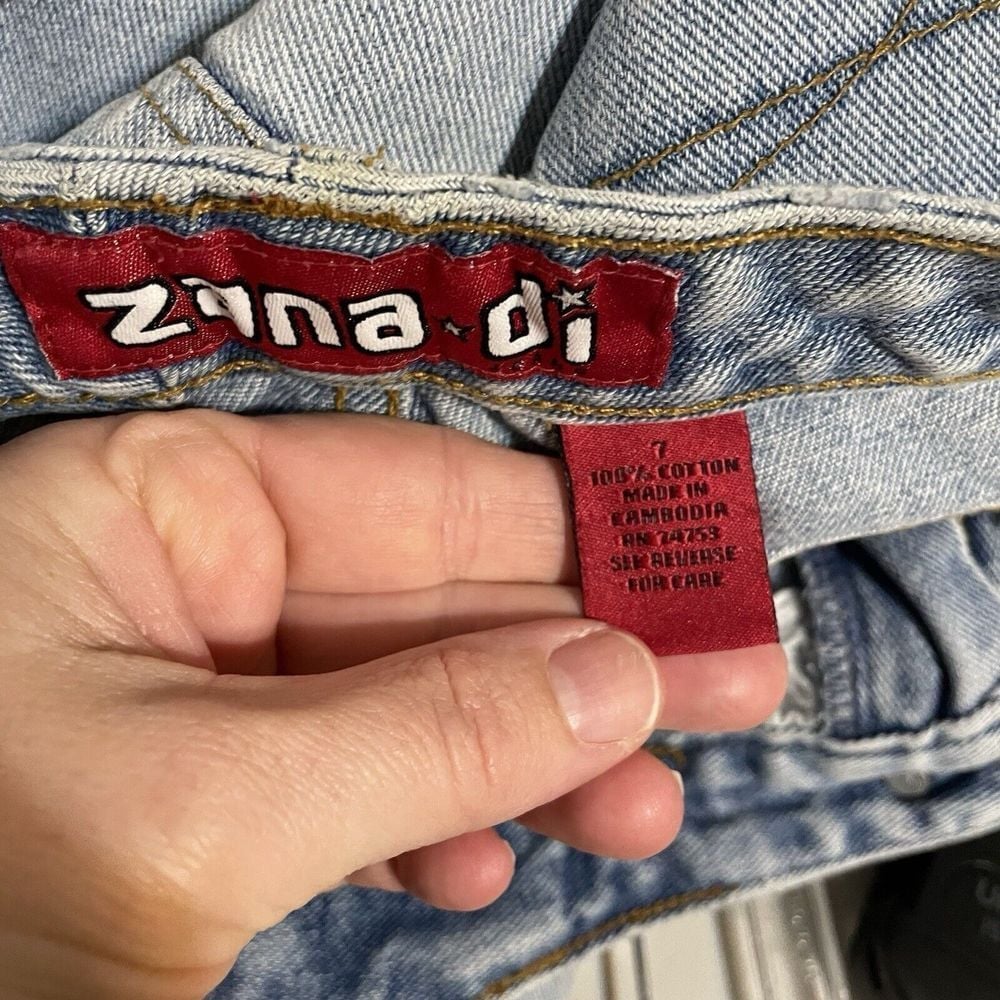 zana di
7
100% COTTON
MADE IN
CAMBODIA
RN 74753
SEE REVERSE
FOR CARE